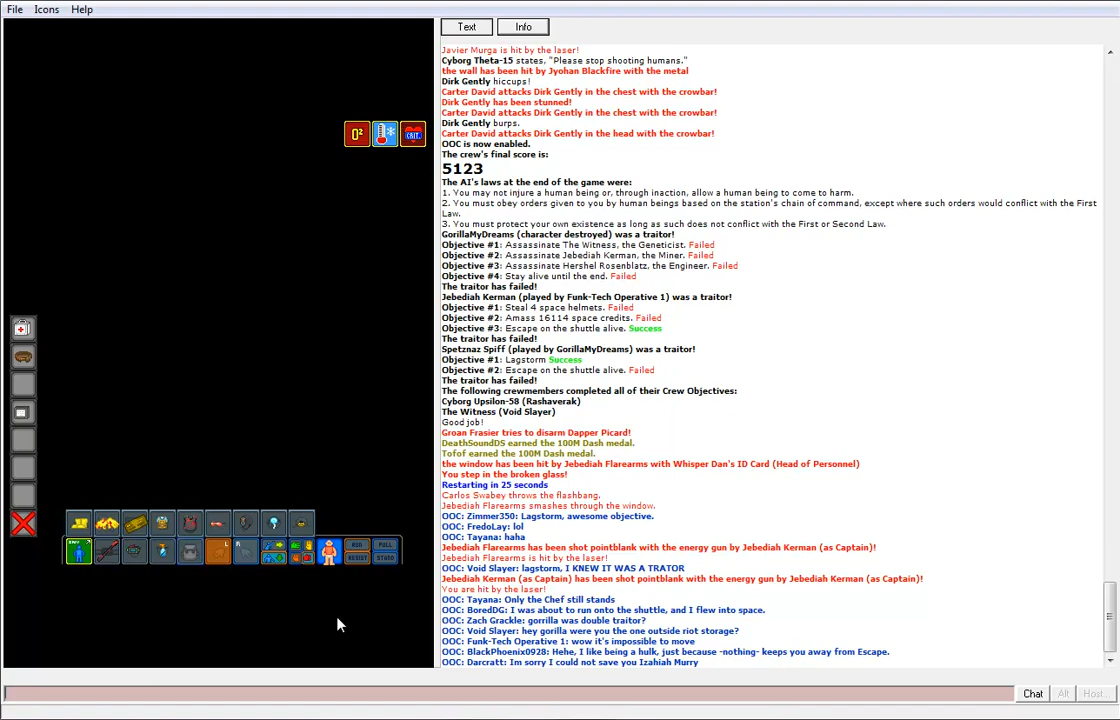 File Icons Help
Text Info
Javier Murga is hit by the laser!
Cyborg Theta-15 states, "Please stop shooting humans."
the wall has been hit by Jyohan Blackfire with the metal
Dirk Gently hiccups!
Carter David attacks Dirk Gently in the chest with the crowbar!
Dirk Gently has been stunned!
Carter David attacks Dirk Gently in the chest with the crowbar!
Dirk Gently burps.
Carter David attacks Dirk Gently in the head with the crowbar!
OOC is now enabled.
The crew's final score is:
5123
The AI's laws at the end of the game were:
1. You may not injure a human being or, through inaction, allow a human being to come to harm.
2. You must obey orders given to you by human beings based on the station's chain of command, except where such orders would conflict with the First
Law.
3. You must protect your own existence as long as such does not conflict with the First or Second Law.
GorillaMyDreams (character destroyed) was a traitor!
Objective #1: Assassinate The Witness, the Geneticist. Failed
Objective #2: Assassinate Jebediah Kerman, the Miner. Failed
Objective #3: Assassinate Hershel Rosenblatz, the Engineer. Failed
Objective #4: Stay alive until the end. Failed
The traitor has failed!
Jebediah Kerman (played by Funk-Tech Operative 1) was a traitor!
Objective #1: Steal 4 space helmets. Failed
Objective #2: Amass 16114 space credits. Failed
Objective #3: Escape on the shuttle alive. Success
The traitor has failed!
Spetznaz Spiff (played by GorillaMyDreams) was a traitor!
Objective #1: Lagstorm Success
Objective #2: Escape on the shuttle alive. Failed
The traitor has failed!
The following crewmembers completed all of their Crew Objectives:
Cyborg Upsilon-58 (Rashaverak)
The Witness (Void Slayer)
Good job!
Groan Frasier tries to disarm Dapper Picard!
DeathSoundDS earned the 100M Dash medal.
Tofof earned the 100M Dash medal.
the window has been hit by Jebediah Flarearms with Whisper Dan's ID Card (Head of Personnel)
You step in the broken glass!
Restarting in 25 seconds
Carlos Swabey throws the flashbang.
Jebediah Flarearms smashes through the window.
OOC: Zimmer350: Lagstorm, awesome objective.
OOC: FredoLay: lol
OOC: Tayana: haha
Jebediah Flarearms has been shot pointblank with the energy gun by Jebediah Kerman (as Captain)!
Jebediah Flarearms is hit by the laser!
OOC: Void Slayer: lagstorm, I KNEW IT WAS A TRATOR
Jebediah Kerman (as Captain) has been shot pointblank with the energy gun by Jebediah Kerman (as Captain)!
You are hit by the laser!
OOC: Tayana: Only the Chef still stands
OOC: BoredDG: I was about to run onto the shuttle, and I flew into space.
OOC: Zach Grackle: gorrilla was double traitor?
OOC: Void Slayer: hey gorilla were you the one outside riot storage?
OOC: Funk-Tech Operative 1: wow it's impossible to move
OOC: BlackPhoenix0928: Hehe, I like being a hulk, just because -nothing- keeps you away from Escape.
OOC: Darcratt: Im sorry I could not save you Izahiah Murry
O² CRIT
RUN PULL
RESIST
Chat Alt Host...